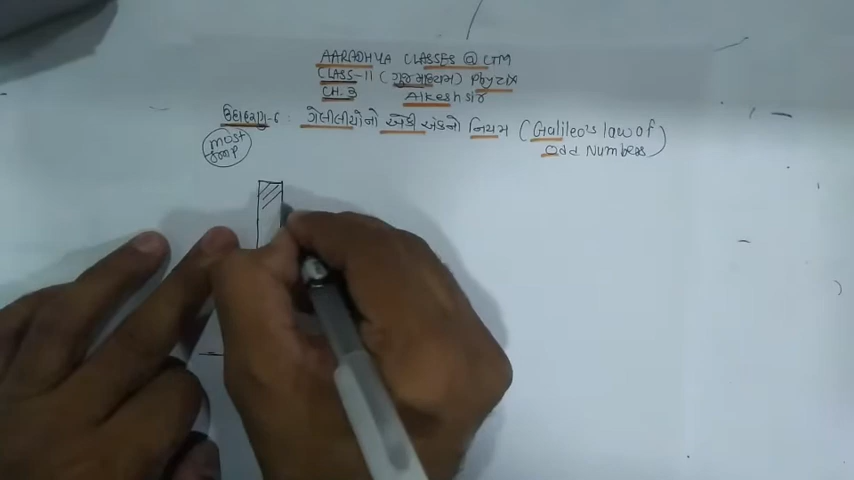 AARADHYA CLASSES @ CTM
CLASS-11 (ગુજ.માધ્યમ) Phyzix
CH-3 Alkesh sir
ઉદાહરણ-6 : ગેલીલીયોનો એકી અંકનો નિયમ (Galileo's law of
odd Numbers)
most
Imp